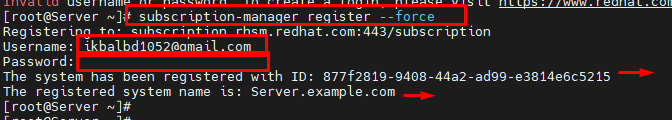 Invalid username or password. To create a login, please visit https://www.redhat.com
[root@Server ~]# subscription-manager register --force
Registering to: subscription.rhsm.redhat.com:443/subscription
Username: ikbalbd1052@gmail.com
Password:
The system has been registered with ID: 877f2819-9408-44a2-ad99-e3814e6c5215
The registered system name is: Server.example.com
[root@Server ~]#
[root@Server ~]#